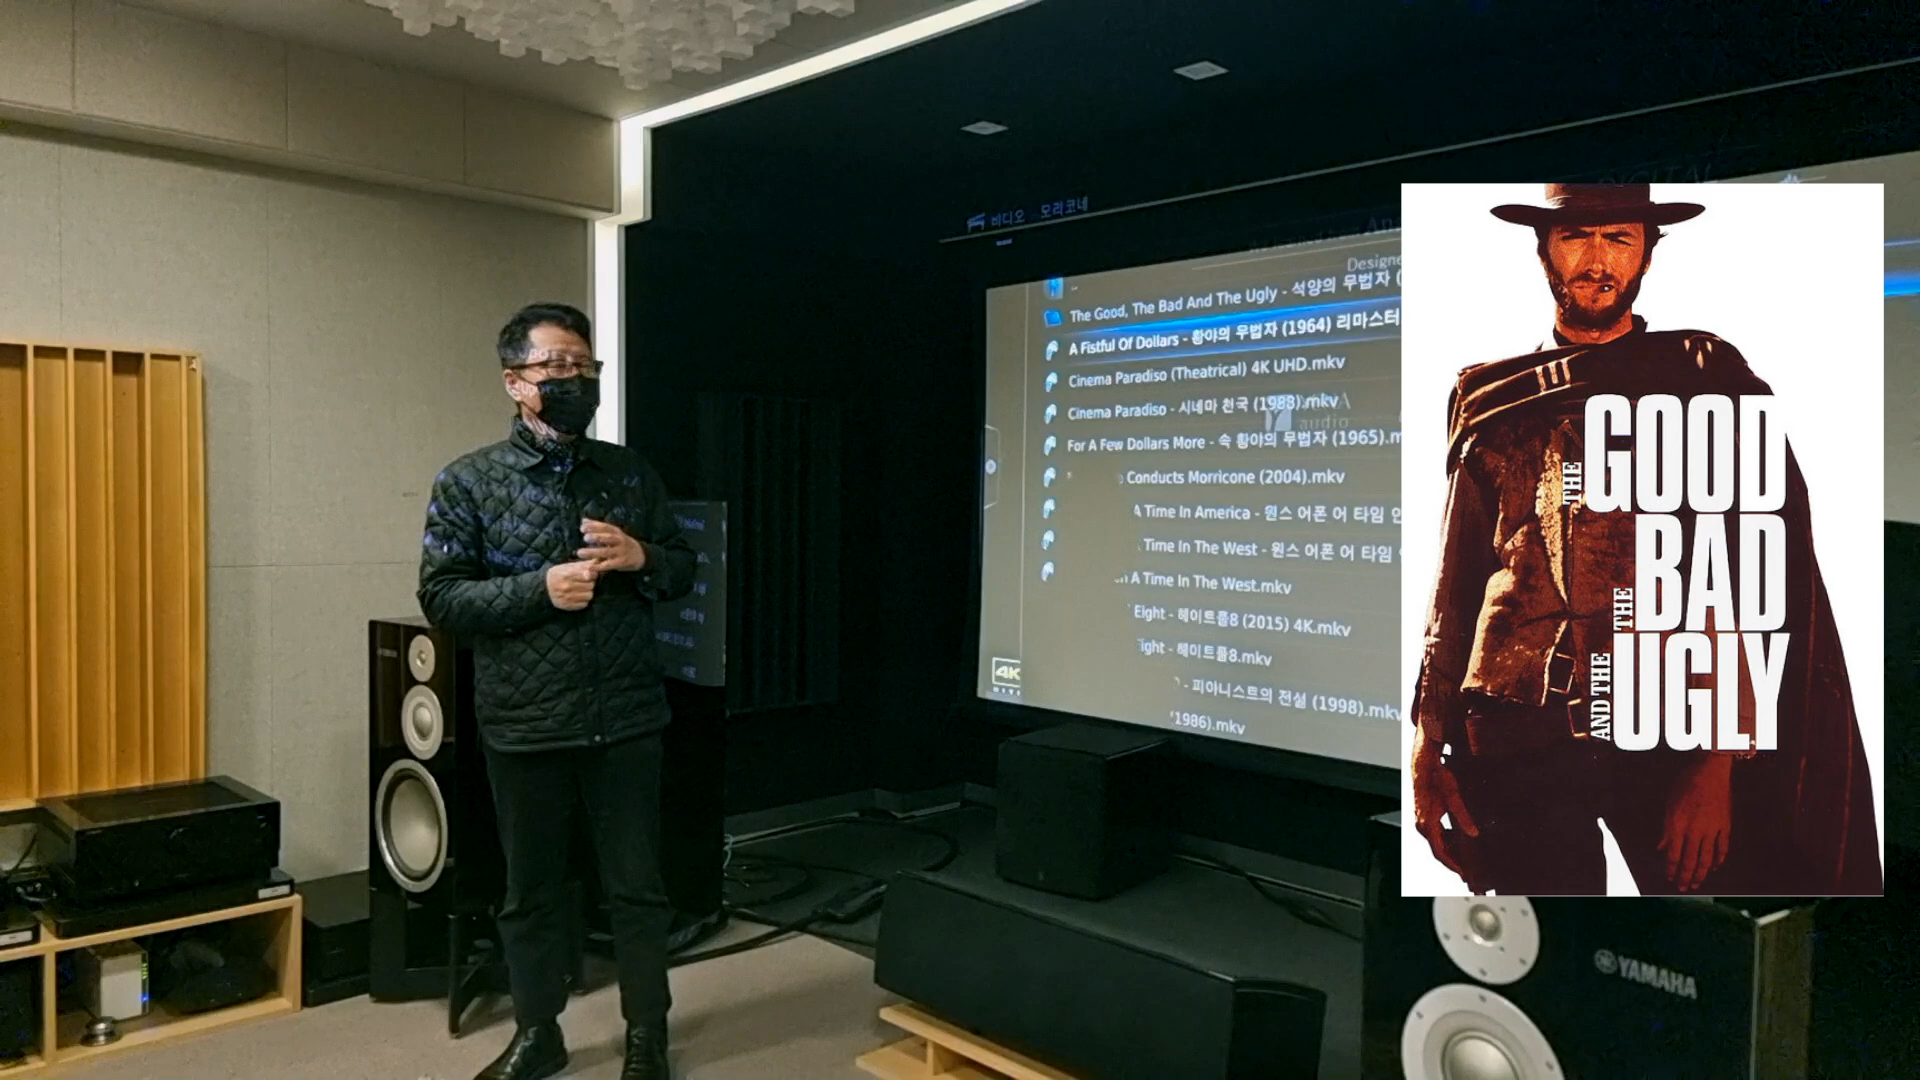 비디오 - 모리코네
Designe
The Good, The Bad And The Ugly - 석양의 무법자 (
A Fistful Of Dollars - 황야의 무법자 (1964) 리마스터
Cinema Paradiso (Theatrical) 4K UHD.mkv
Cinema Paradiso - 시네마 천국 (1988).mkv
audio
For A Few Dollars More - 속 황야의 무법자 (1965).m
Conducts Morricone (2004).mkv
A Time In America - 원스 어폰 어 타임 인
Time In The West - 원스 어폰 어 타임
A Time In The West.mkv
Eight - 헤이트풀8 (2015) 4K.mkv
ight - 헤이트풀8.mkv
- 피아니스트의 전설 (1998).mkv
(1986).mkv
4K
THE GOOD
THE BAD
AND THE UGLY
YAMAHA